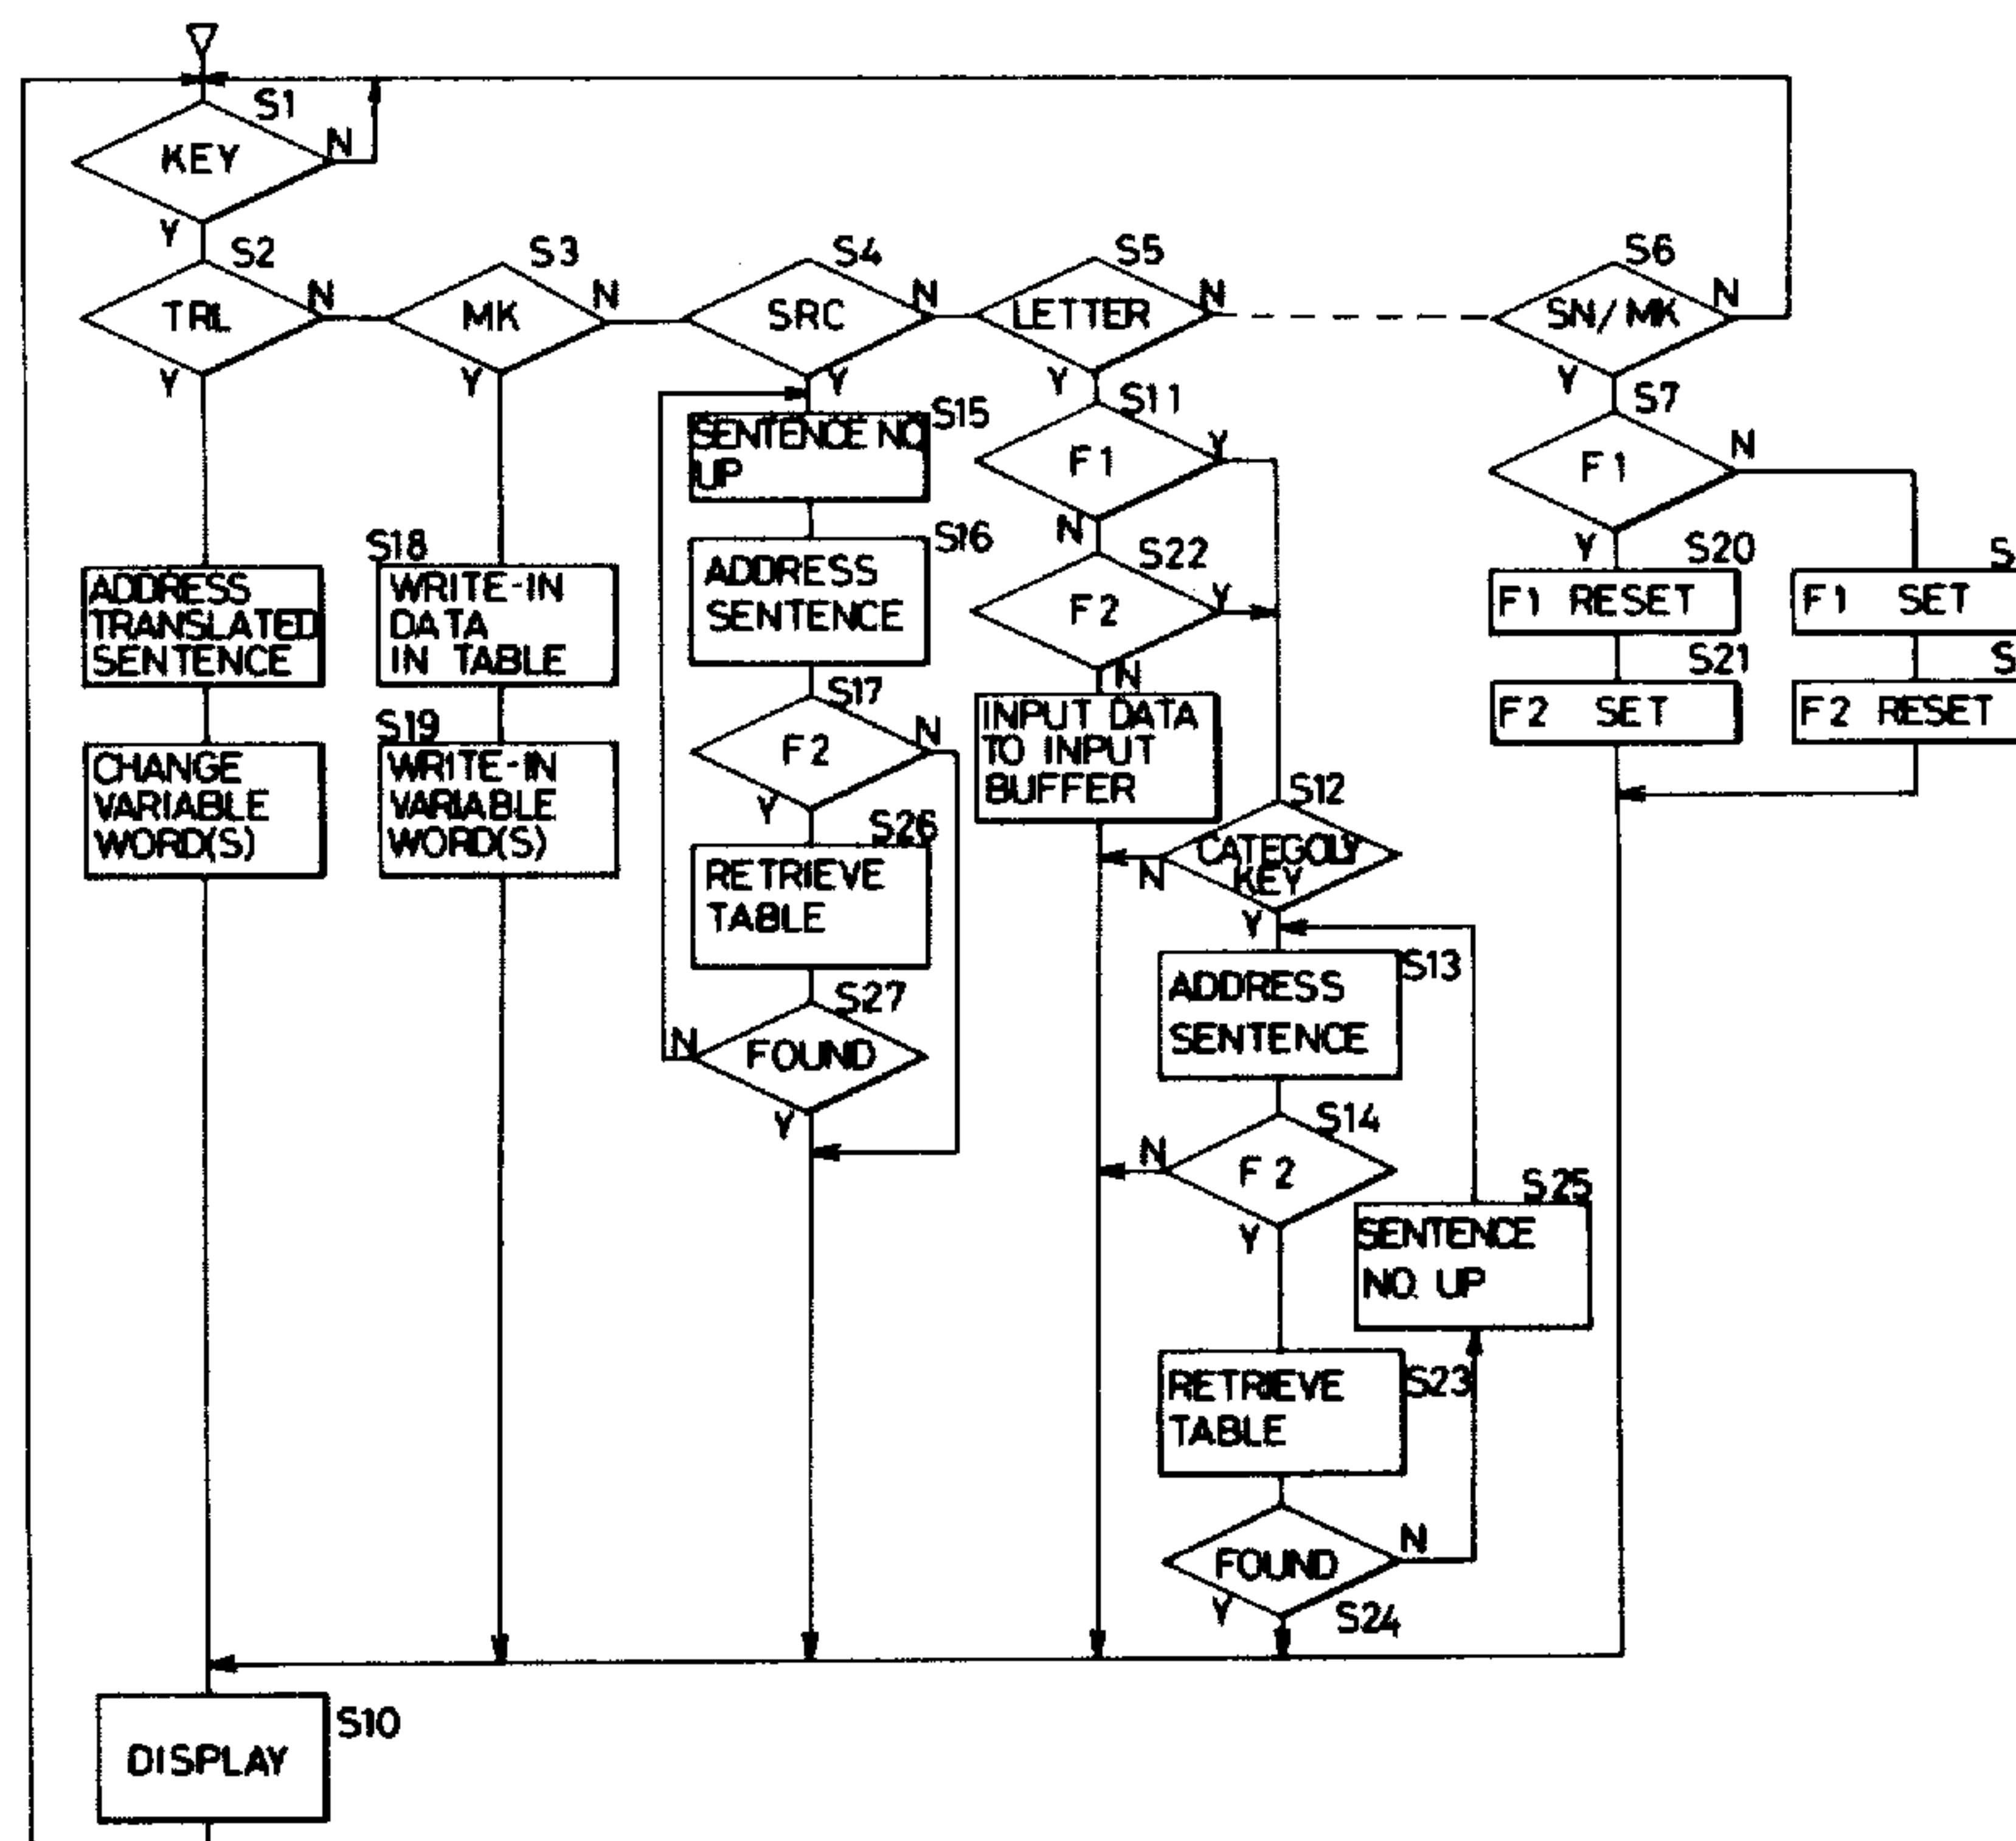 S1
KEY
N
Y
S2
TRL
N
Y
S3
MK
N
Y
S4
SRC
N
Y
S5
LETTER
N
Y
S6
SN/MK
N
Y
S7
F1
N
Y
S20
F1 RESET
S21
F2 SET
S
F1 SET
S
F2 RESET
ADDRESS
TRANSLATED
SENTENCE
CHANGE
VARIABLE
WORD(S)
S18
WRITE-IN
DATA
IN TABLE
S19
WRITE-IN
VARIABLE
WORD(S)
S15
SENTENCE NO
UP
S16
ADDRESS
SENTENCE
S17
F2
N
Y
S26
RETRIEVE
TABLE
S27
FOUND
N
Y
S11
F1
Y
N
S22
F2
Y
N
INPUT DATA
TO INPUT
BUFFER
S12
CATEGOLY
KEY
N
Y
S13
ADDRESS
SENTENCE
S14
F2
N
Y
S25
SENTENCE
NO. UP
S23
RETRIEVE
TABLE
FOUND
N
Y
S24
S10
DISPLAY